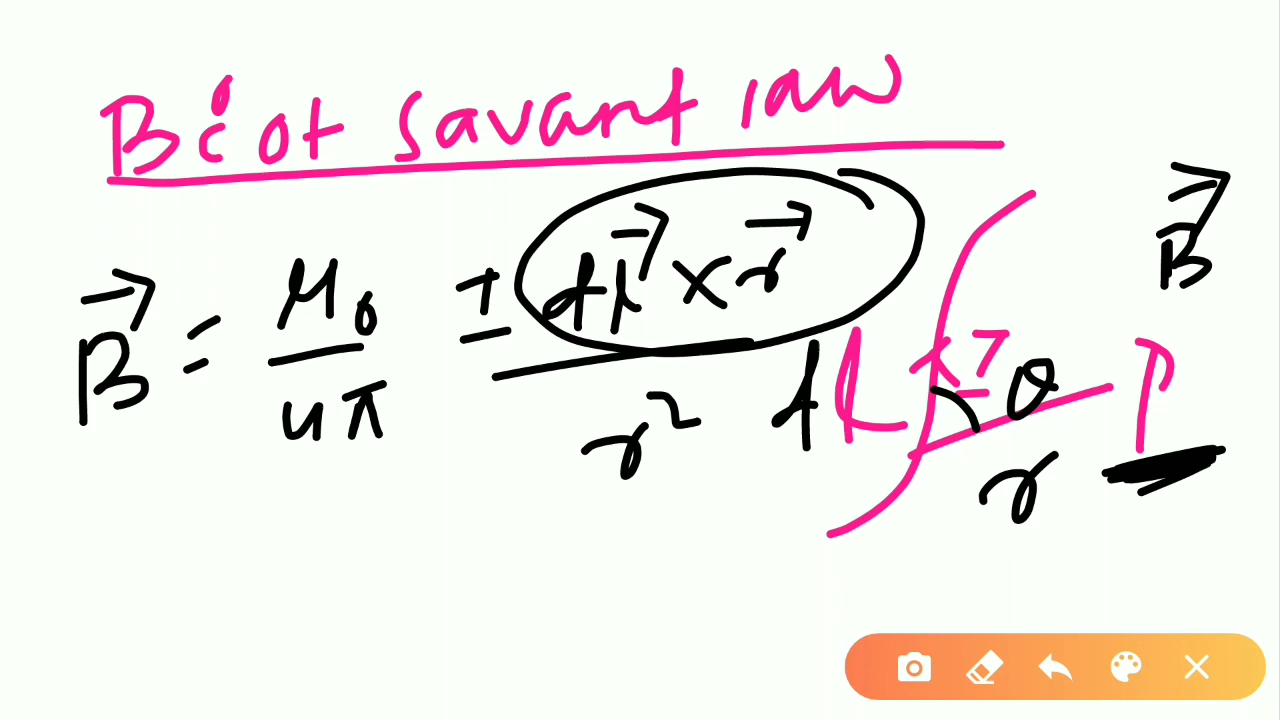 Biot Savant law
B⃗ = μ₀/4π I dl⃗ × r⃗ / r²
B⃗
dl
I
θ
r
P